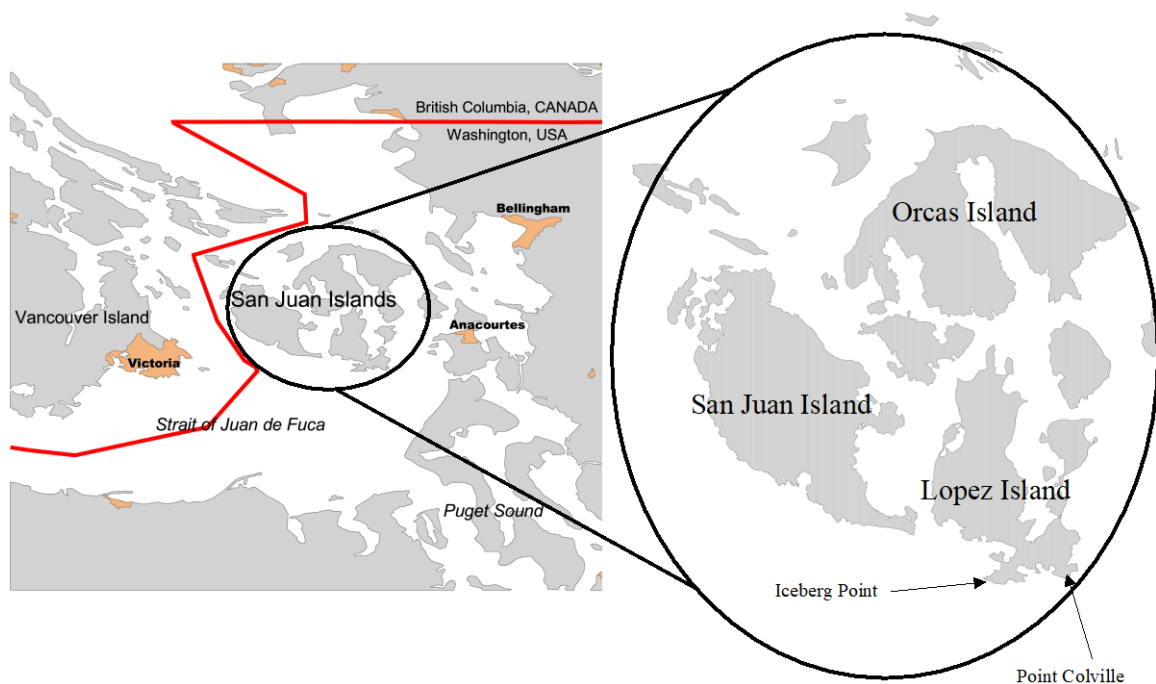 British Columbia, CANADA
Washington, USA
Bellingham
San Juan Islands
Vancouver Island
Anacourtes
Victoria
Strait of Juan de Fuca
Puget Sound
Orcas Island
San Juan Island
Lopez Island
Iceberg Point
Point Colville